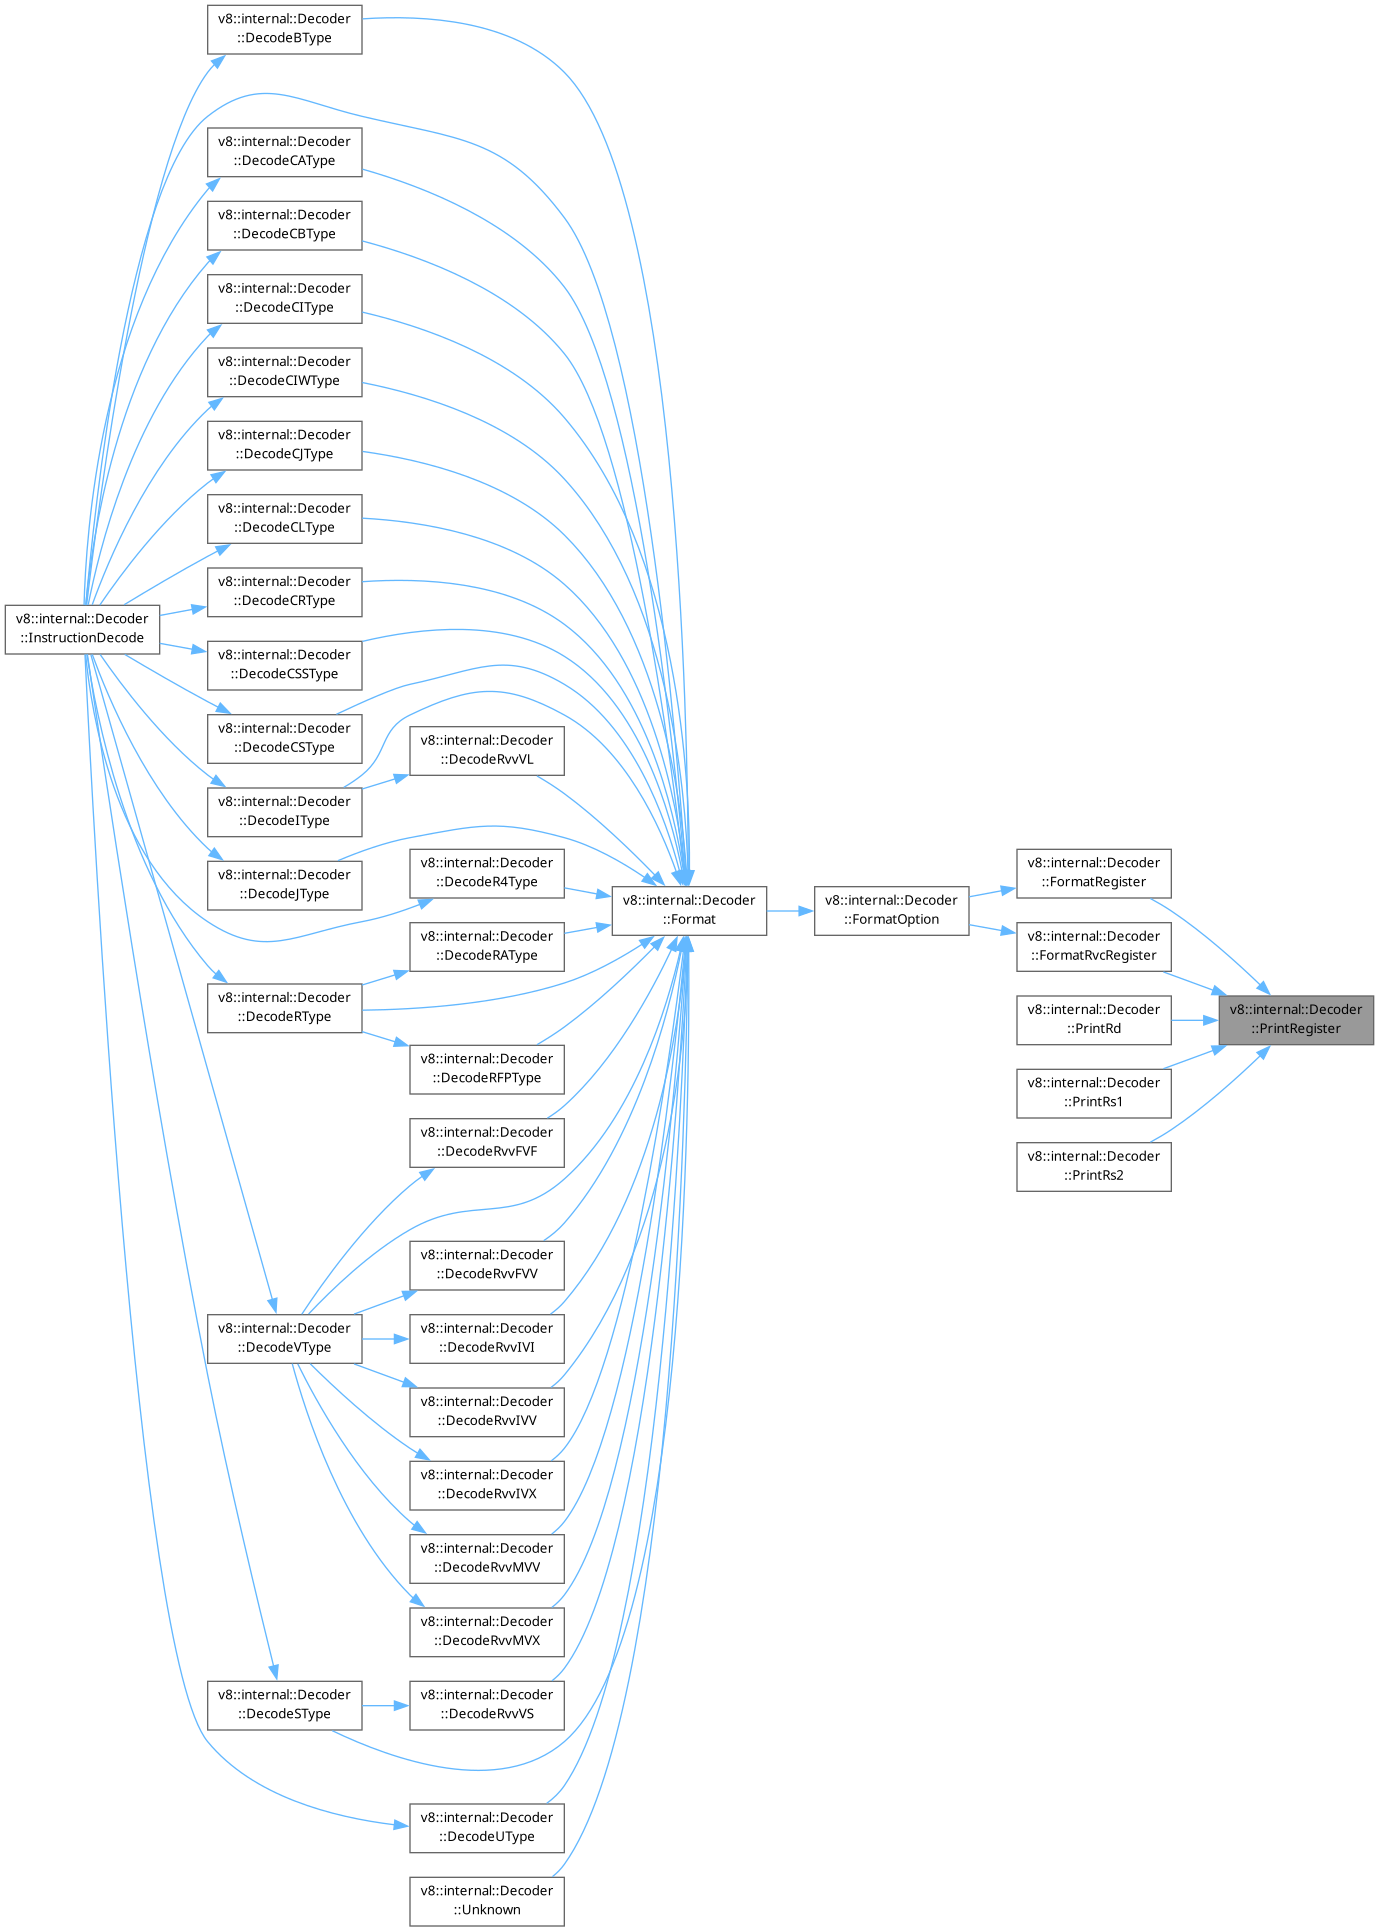 v8::internal::Decoder
::DecodeBType
v8::internal::Decoder
::DecodeCAType
v8::internal::Decoder
::DecodeCBType
v8::internal::Decoder
::DecodeCIType
v8::internal::Decoder
::DecodeCIWType
v8::internal::Decoder
::DecodeCJType
v8::internal::Decoder
::DecodeCLType
v8::internal::Decoder
::DecodeCRType
v8::internal::Decoder
::InstructionDecode
v8::internal::Decoder
::DecodeCSSType
v8::internal::Decoder
::DecodeCSType
v8::internal::Decoder
::DecodeRvvVL
v8::internal::Decoder
::DecodeIType
v8::internal::Decoder
::DecodeJType
v8::internal::Decoder
::DecodeR4Type
v8::internal::Decoder
::Format
v8::internal::Decoder
::FormatOption
v8::internal::Decoder
::FormatRegister
v8::internal::Decoder
::DecodeRAType
v8::internal::Decoder
::FormatRvcRegister
v8::internal::Decoder
::DecodeRType
v8::internal::Decoder
::PrintRd
v8::internal::Decoder
::PrintRegister
v8::internal::Decoder
::DecodeRFPType
v8::internal::Decoder
::PrintRs1
v8::internal::Decoder
::DecodeRvvFVF
v8::internal::Decoder
::PrintRs2
v8::internal::Decoder
::DecodeRvvFVV
v8::internal::Decoder
::DecodeVType
v8::internal::Decoder
::DecodeRvvIVI
v8::internal::Decoder
::DecodeRvvIVV
v8::internal::Decoder
::DecodeRvvIVX
v8::internal::Decoder
::DecodeRvvMVV
v8::internal::Decoder
::DecodeRvvMVX
v8::internal::Decoder
::DecodeSType
v8::internal::Decoder
::DecodeRvvVS
v8::internal::Decoder
::DecodeUType
v8::internal::Decoder
::Unknown